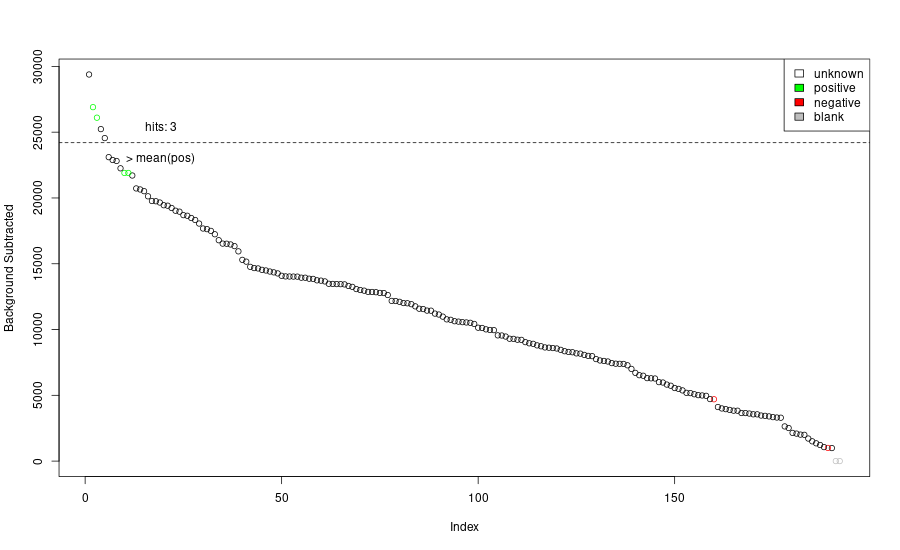 unknown
positive
negative
blank
hits: 3
> mean(pos)
Background Subtracted
30000
25000
20000
15000
10000
5000
0
0 50 100 150
Index